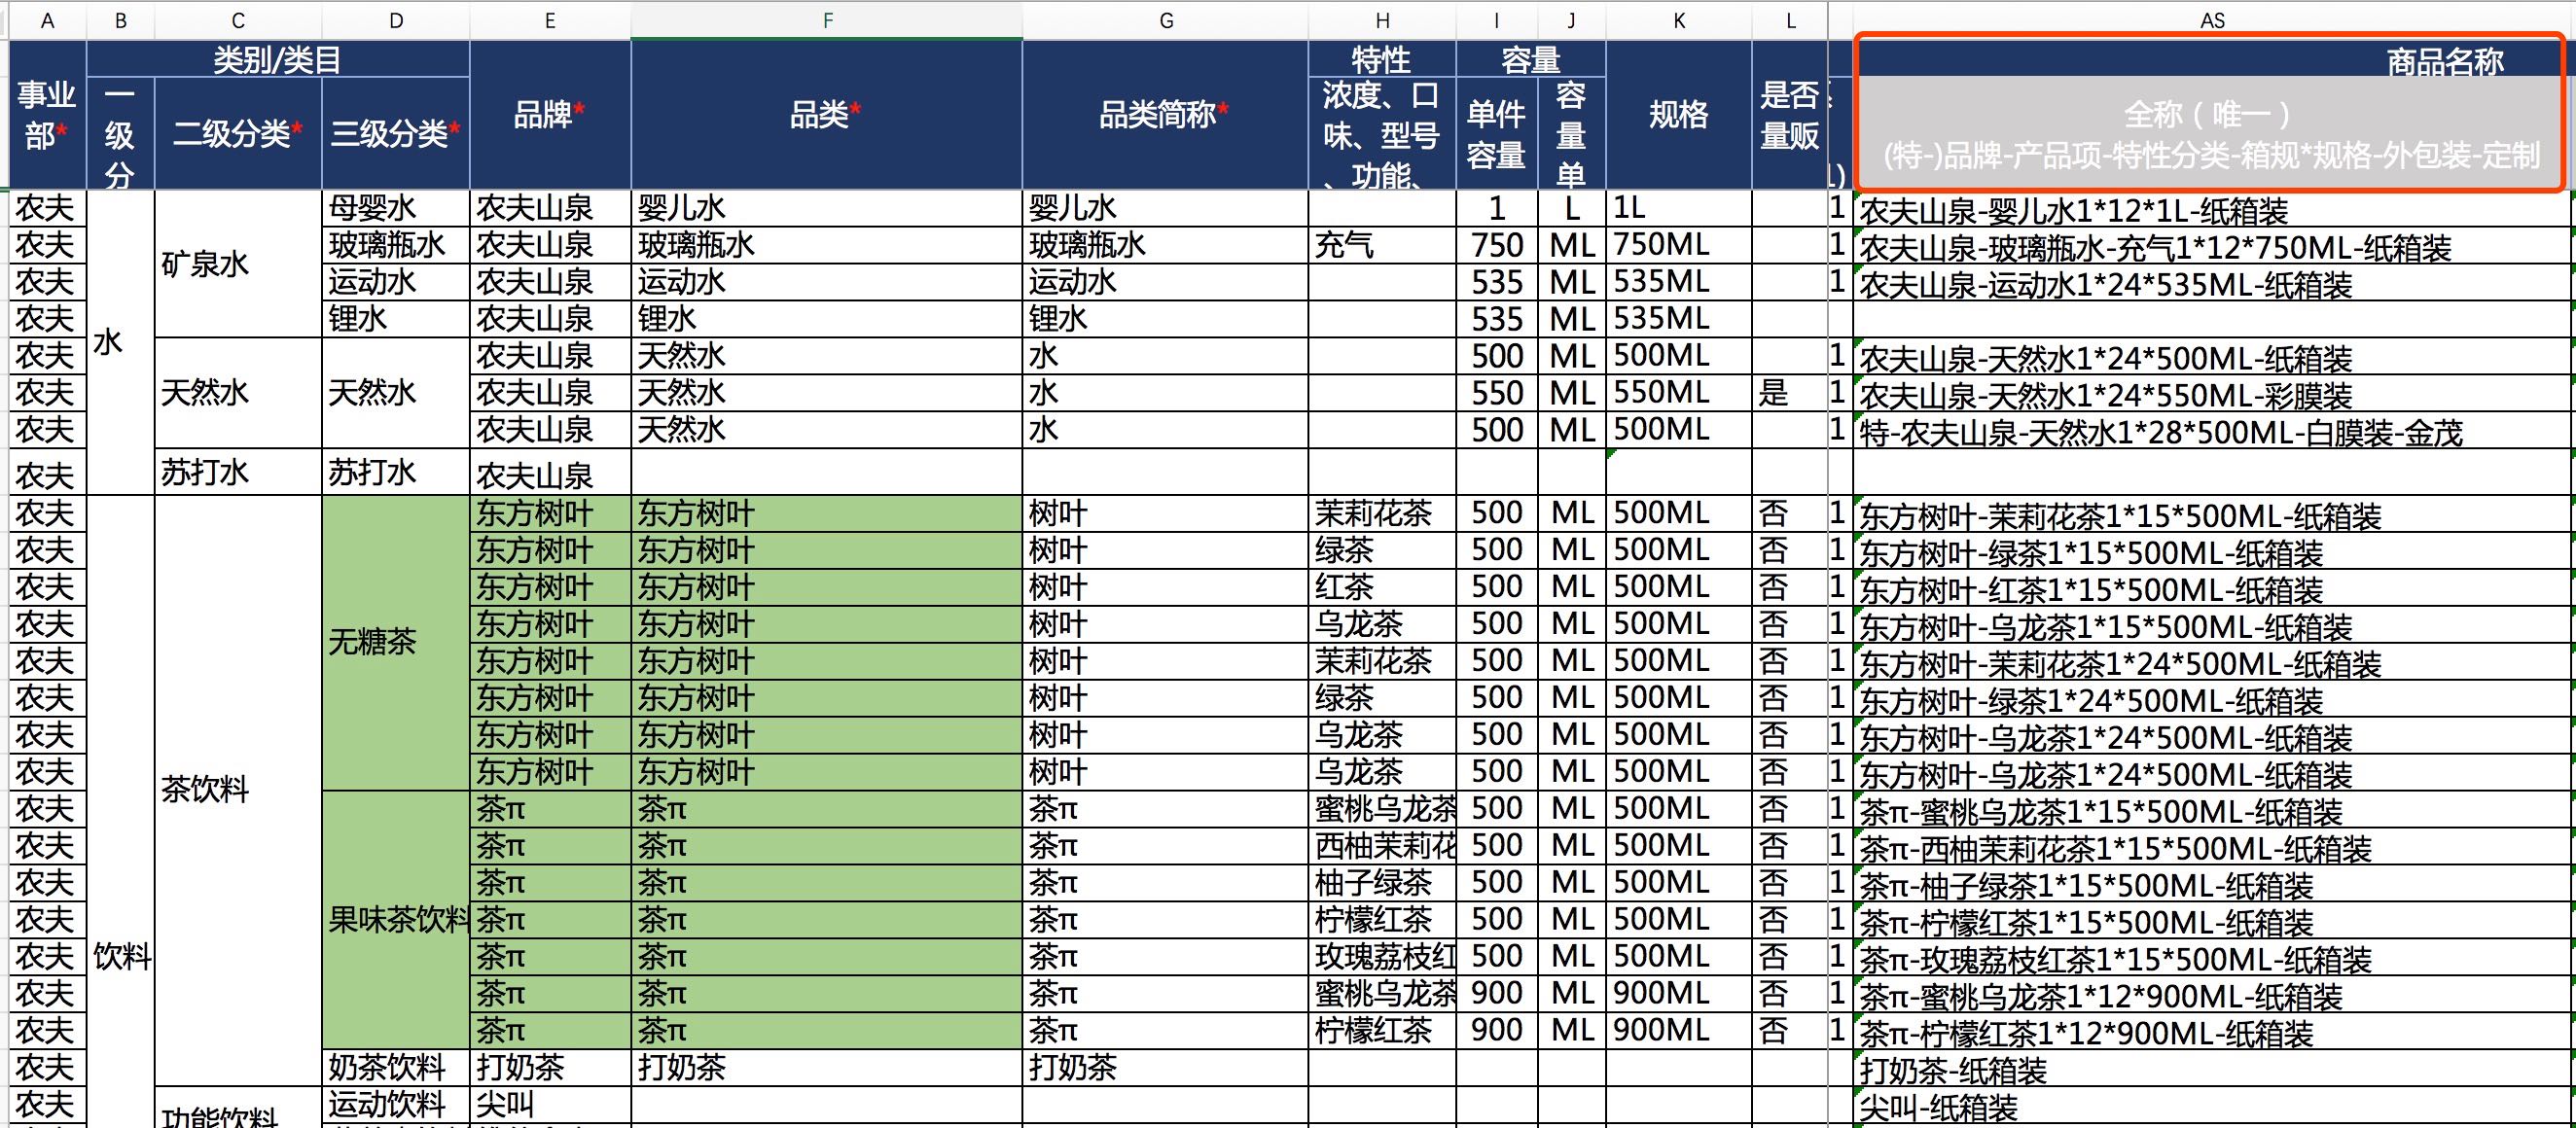 A B C D E F G H I J K L AS
类别/类目 特性 容量 商品名称
事业部* 一级分 二级分类* 三级分类* 品牌* 品类* 品类简称* 浓度、口味、型号、功能、 单件容量 容量单 规格 是否量贩 全称（唯一）
(特-)品牌-产品项-特性分类-箱规*规格-外包装-定制
农夫 水 矿泉水 母婴水 农夫山泉 婴儿水 婴儿水 1 L 1L 1 农夫山泉-婴儿水1*12*1L-纸箱装
农夫 玻璃瓶水 农夫山泉 玻璃瓶水 玻璃瓶水 充气 750 ML 750ML 1 农夫山泉-玻璃瓶水-充气1*12*750ML-纸箱装
农夫 运动水 农夫山泉 运动水 运动水 535 ML 535ML 1 农夫山泉-运动水1*24*535ML-纸箱装
农夫 锂水 农夫山泉 锂水 锂水 535 ML 535ML
农夫 天然水 天然水 农夫山泉 天然水 水 500 ML 500ML 1 农夫山泉-天然水1*24*500ML-纸箱装
农夫 农夫山泉 天然水 水 550 ML 550ML 是 1 农夫山泉-天然水1*24*550ML-彩膜装
农夫 农夫山泉 天然水 水 500 ML 500ML 1 特-农夫山泉-天然水1*28*500ML-白膜装-金茂
农夫 苏打水 苏打水 农夫山泉
农夫 饮料 茶饮料 无糖茶 东方树叶 东方树叶 树叶 茉莉花茶 500 ML 500ML 否 1 东方树叶-茉莉花茶1*15*500ML-纸箱装
农夫 东方树叶 东方树叶 树叶 绿茶 500 ML 500ML 否 1 东方树叶-绿茶1*15*500ML-纸箱装
农夫 东方树叶 东方树叶 树叶 红茶 500 ML 500ML 否 1 东方树叶-红茶1*15*500ML-纸箱装
农夫 东方树叶 东方树叶 树叶 乌龙茶 500 ML 500ML 否 1 东方树叶-乌龙茶1*15*500ML-纸箱装
农夫 东方树叶 东方树叶 树叶 茉莉花茶 500 ML 500ML 否 1 东方树叶-茉莉花茶1*24*500ML-纸箱装
农夫 东方树叶 东方树叶 树叶 绿茶 500 ML 500ML 否 1 东方树叶-绿茶1*24*500ML-纸箱装
农夫 东方树叶 东方树叶 树叶 乌龙茶 500 ML 500ML 否 1 东方树叶-乌龙茶1*24*500ML-纸箱装
农夫 东方树叶 东方树叶 树叶 乌龙茶 500 ML 500ML 否 1 东方树叶-乌龙茶1*24*500ML-纸箱装
农夫 果味茶饮料 茶π 茶π 茶π 蜜桃乌龙茶 500 ML 500ML 否 1 茶π-蜜桃乌龙茶1*15*500ML-纸箱装
农夫 茶π 茶π 茶π 西柚茉莉花 500 ML 500ML 否 1 茶π-西柚茉莉花茶1*15*500ML-纸箱装
农夫 茶π 茶π 茶π 柚子绿茶 500 ML 500ML 否 1 茶π-柚子绿茶1*15*500ML-纸箱装
农夫 茶π 茶π 茶π 柠檬红茶 500 ML 500ML 否 1 茶π-柠檬红茶1*15*500ML-纸箱装
农夫 茶π 茶π 茶π 玫瑰荔枝红 500 ML 500ML 否 1 茶π-玫瑰荔枝红茶1*15*500ML-纸箱装
农夫 茶π 茶π 茶π 蜜桃乌龙茶 900 ML 900ML 否 1 茶π-蜜桃乌龙茶1*12*900ML-纸箱装
农夫 茶π 茶π 茶π 柠檬红茶 900 ML 900ML 否 1 茶π-柠檬红茶1*12*900ML-纸箱装
农夫 奶茶饮料 打奶茶 打奶茶 打奶茶 打奶茶-纸箱装
农夫 功能饮料 运动饮料 尖叫 尖叫-纸箱装